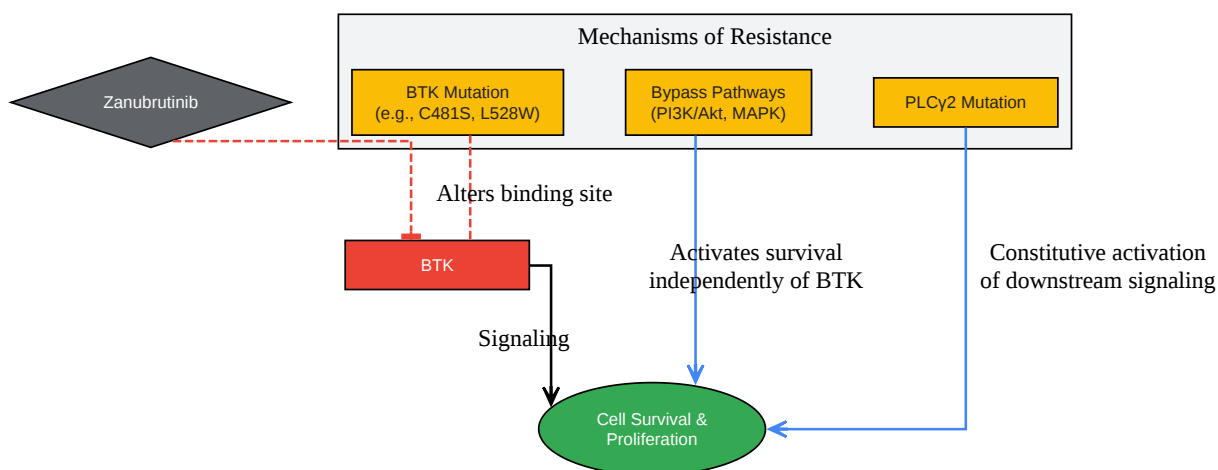 Mechanisms of Resistance
Zanubrutinib
BTK Mutation
(e.g., C481S, L528W)
Bypass Pathways
(PI3K/Akt, MAPK)
PLCγ2 Mutation
Alters binding site
BTK
Activates survival
independently of BTK
Constitutive activation
of downstream signaling
Signaling
Cell Survival &
Proliferation